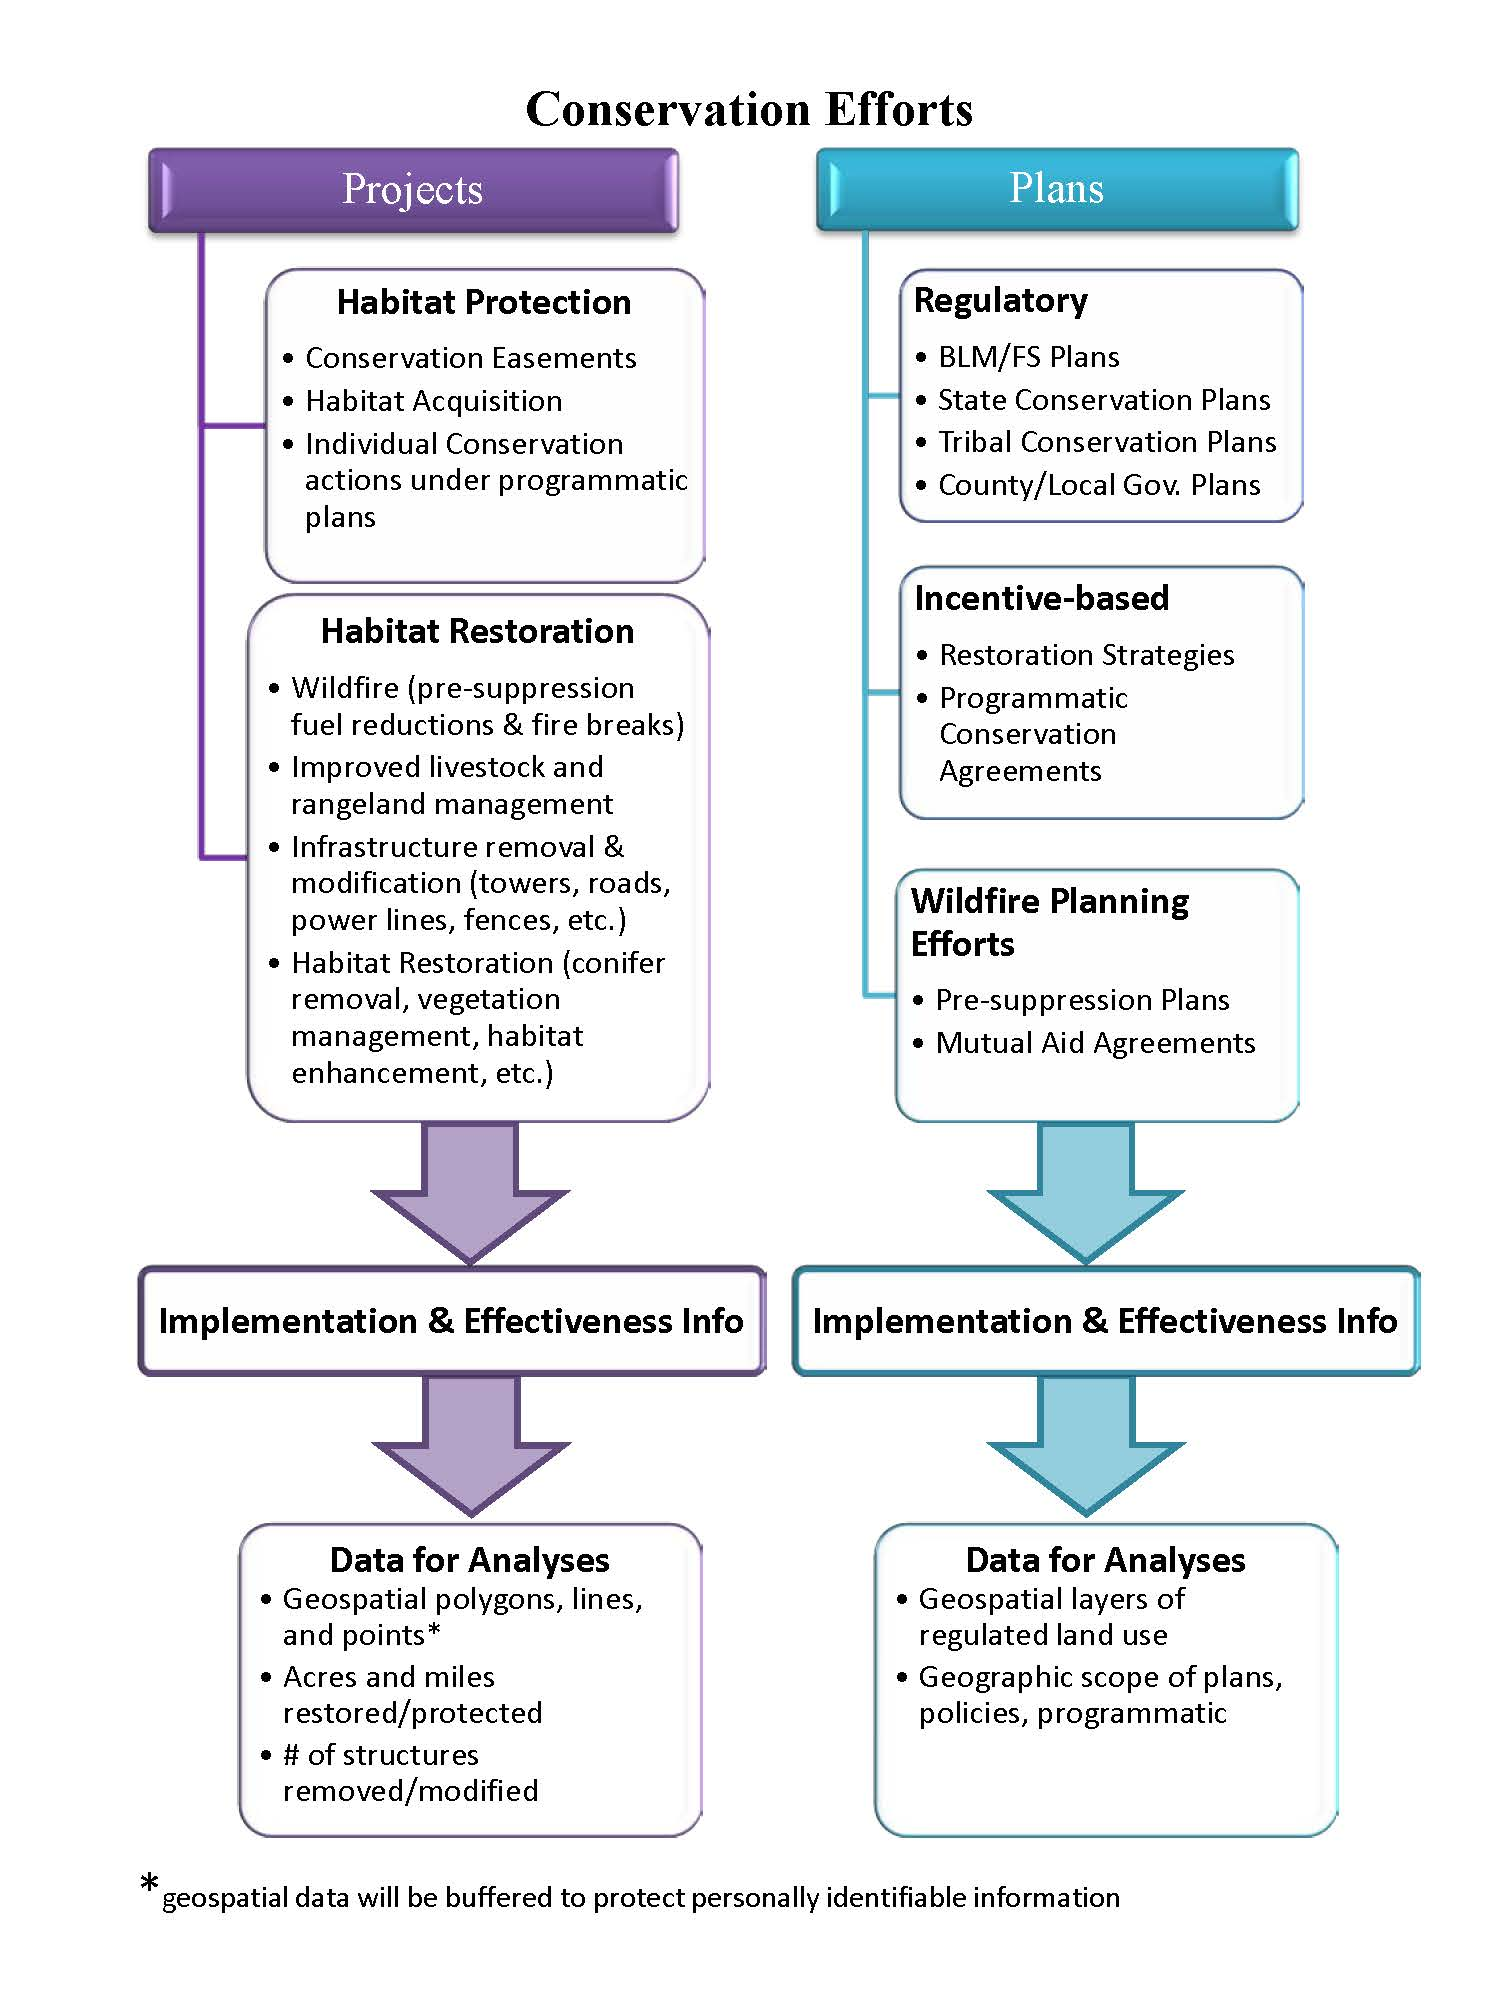 Conservation Efforts
Projects
Habitat Protection
• Conservation Easements
• Habitat Acquisition
• Individual Conservation
actions under programmatic
plans
Habitat Restoration
• Wildfire (pre-suppression
fuel reductions & fire breaks)
• Improved livestock and
rangeland management
• Infrastructure removal &
modification (towers, roads,
power lines, fences, etc.)
• Habitat Restoration (conifer
removal, vegetation
management, habitat
enhancement, etc.)
Implementation & Effectiveness Info
Data for Analyses
• Geospatial polygons, lines,
and points*
• Acres and miles
restored/protected
• # of structures
removed/modified
Plans
Regulatory
• BLM/FS Plans
• State Conservation Plans
• Tribal Conservation Plans
• County/Local Gov. Plans
Incentive-based
• Restoration Strategies
• Programmatic
Conservation
Agreements
Wildfire Planning
Efforts
• Pre-suppression Plans
• Mutual Aid Agreements
Implementation & Effectiveness Info
Data for Analyses
• Geospatial layers of
regulated land use
• Geographic scope of plans,
policies, programmatic
*geospatial data will be buffered to protect personally identifiable information